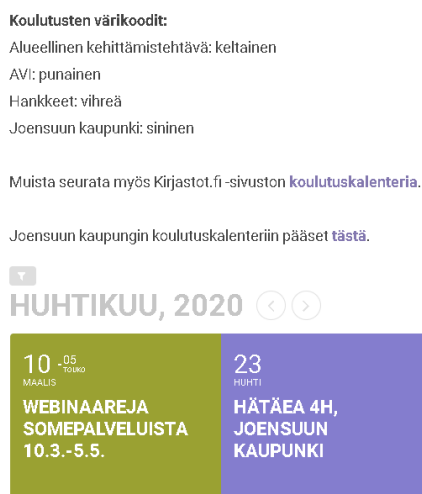 Koulutusten värikoodit:
Alueellinen kehittämistehtävä: keltainen
AVI: punainen
Hankkeet: vihreä
Joensuun kaupunki: sininen
Muista seurata myös Kirjastot.fi -sivuston koulutuskalenteria.
Joensuun kaupungin koulutuskalenteriin pääset tästä.
HUHTIKUU, 2020
10 -05
MAALIS TOUKO
WEBINAAREJA
SOMEPALVELUISTA
10.3.-5.5.
23
HUHTI
HÄTÄEA 4H,
JOENSUUN
KAUPUNKI